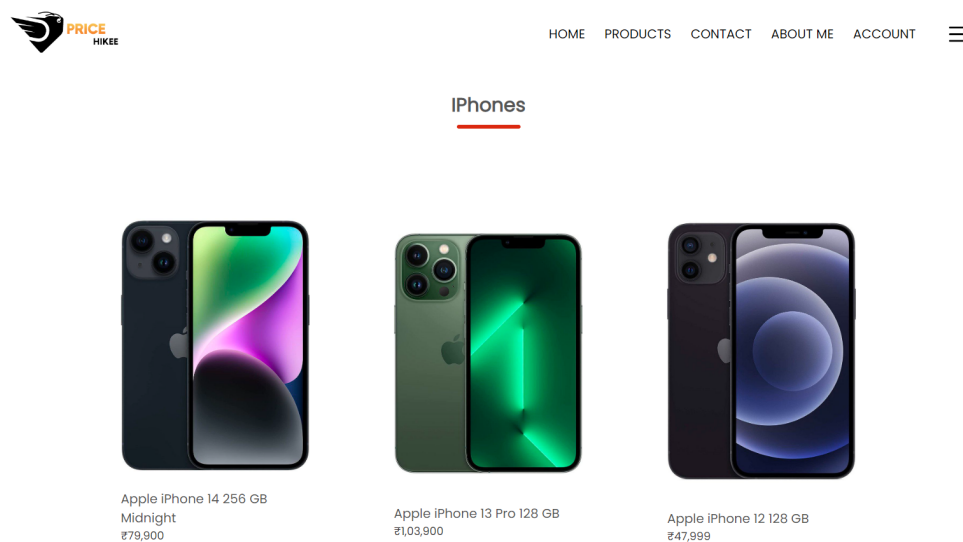 PRICE
HIKEE
HOME PRODUCTS CONTACT ABOUT ME ACCOUNT
IPhones
Apple iPhone 14 256 GB
Midnight
₹79,900
Apple iPhone 13 Pro 128 GB
₹1,03,900
Apple iPhone 12 128 GB
₹47,999